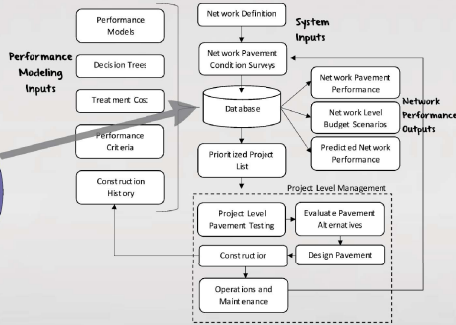 Performance
Models
Network Definition
System
Inputs
Performance
Modeling
Inputs
Decision Trees
Network Pavement
Condition Surveys
Treatment Cost
Database
Network Pavement
Performance
Network Level
Budget Scenarios
Network
Performance
Outputs
Performance
Criteria
Prioritized Project
List
Predicted Network
Performance
Construction
History
Project Level Management
Project Level
Pavement Testing
Evaluate Pavement
Alternatives
Construction
Design Pavement
Operations and
Maintenance